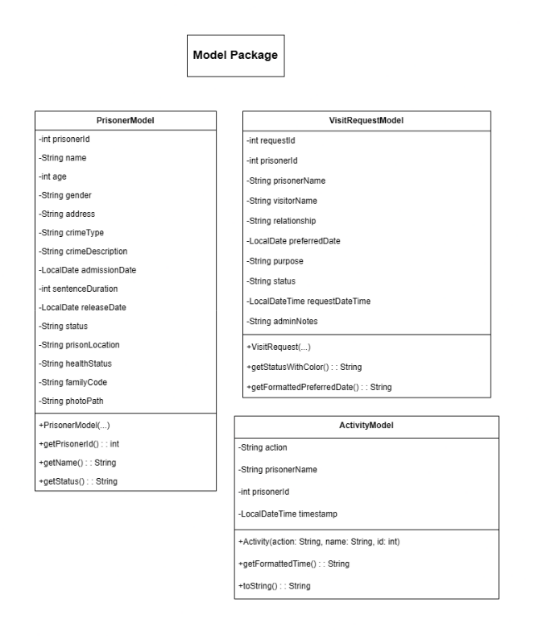 Model Package
PrisonerModel
-int prisonerId
-String name
-int age
-String gender
-String address
-String crimeType
-String crimeDescription
-LocalDate admissionDate
-int sentenceDuration
-LocalDate releaseDate
-String status
-String prisonLocation
-String healthStatus
-String familyCode
-String photoPath
+PrisonerModel(...)
+getPrisonerId() : : int
+getName() : : String
+getStatus() : : String
VisitRequestModel
-int requestId
-int prisonerId
-String prisonerName
-String visitorName
-String relationship
-LocalDate preferredDate
-String purpose
-String status
-LocalDateTime requestDateTime
-String adminNotes
+VisitRequest(...)
+getStatusWithColor() : : String
+getFormattedPreferredDate() : : String
ActivityModel
-String action
-String prisonerName
-int prisonerId
-LocalDateTime timestamp
+Activity(action: String, name: String, id: int)
+getFormattedTime() : : String
+toString() : : String